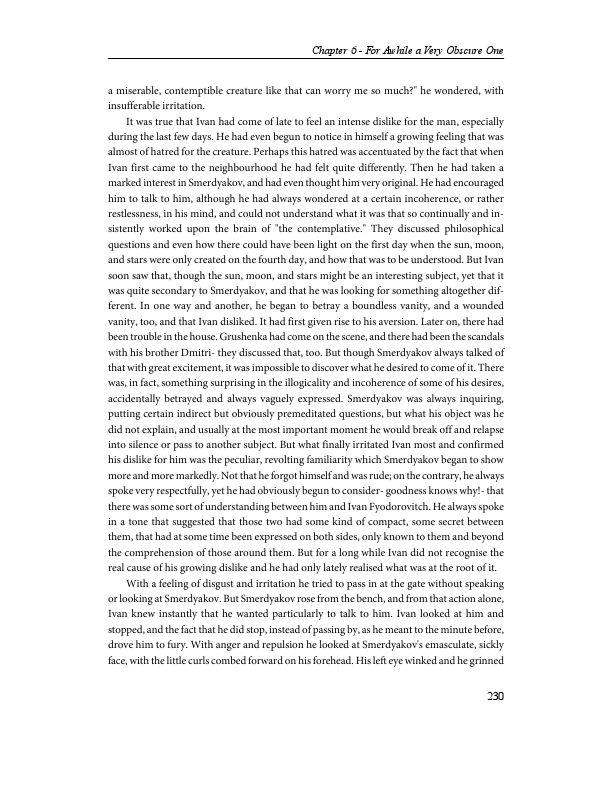 Chapter 6 - For Awhile a Very Obscure One
a miserable, contemptible creature like that can worry me so much?" he wondered, with
insufferable irritation.
It was true that Ivan had come of late to feel an intense dislike for the man, especially
during the last few days. He had even begun to notice in himself a growing feeling that was
almost of hatred for the creature. Perhaps this hatred was accentuated by the fact that when
Ivan first came to the neighbourhood he had felt quite differently. Then he had taken a
marked interest in Smerdyakov, and had even thought him very original. He had encouraged
him to talk to him, although he had always wondered at a certain incoherence, or rather
restlessness, in his mind, and could not understand what it was that so continually and in-
sistently worked upon the brain of "the contemplative." They discussed philosophical
questions and even how there could have been light on the first day when the sun, moon,
and stars were only created on the fourth day, and how that was to be understood. But Ivan
soon saw that, though the sun, moon, and stars might be an interesting subject, yet that it
was quite secondary to Smerdyakov, and that he was looking for something altogether dif-
ferent. In one way and another, he began to betray a boundless vanity, and a wounded
vanity, too, and that Ivan disliked. It had first given rise to his aversion. Later on, there had
been trouble in the house. Grushenka had come on the scene, and there had been the scandals
with his brother Dmitri- they discussed that, too. But though Smerdyakov always talked of
that with great excitement, it was impossible to discover what he desired to come of it. There
was, in fact, something surprising in the illogicality and incoherence of some of his desires,
accidentally betrayed and always vaguely expressed. Smerdyakov was always inquiring,
putting certain indirect but obviously premeditated questions, but what his object was he
did not explain, and usually at the most important moment he would break off and relapse
into silence or pass to another subject. But what finally irritated Ivan most and confirmed
his dislike for him was the peculiar, revolting familiarity which Smerdyakov began to show
more and more markedly. Not that he forgot himself and was rude; on the contrary, he always
spoke very respectfully, yet he had obviously begun to consider- goodness knows why!- that
there was some sort of understanding between him and Ivan Fyodorovitch. He always spoke
in a tone that suggested that those two had some kind of compact, some secret between
them, that had at some time been expressed on both sides, only known to them and beyond
the comprehension of those around them. But for a long while Ivan did not recognise the
real cause of his growing dislike and he had only lately realised what was at the root of it.
With a feeling of disgust and irritation he tried to pass in at the gate without speaking
or looking at Smerdyakov. But Smerdyakov rose from the bench, and from that action alone,
Ivan knew instantly that he wanted particularly to talk to him. Ivan looked at him and
stopped, and the fact that he did stop, instead of passing by, as he meant to the minute before,
drove him to fury. With anger and repulsion he looked at Smerdyakov's emasculate, sickly
face, with the little curls combed forward on his forehead. His left eye winked and he grinned
230